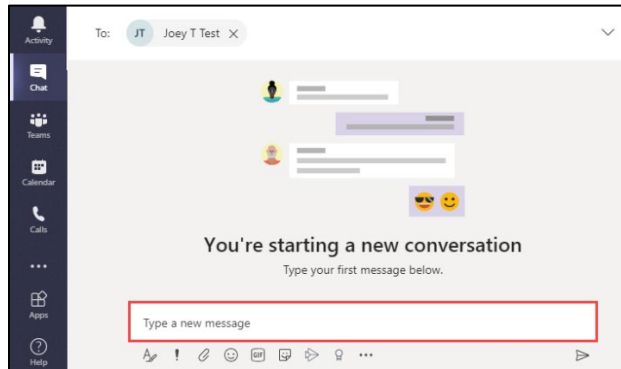 Activity
Chat
Teams
Calendar
Calls
Apps
Help
To: JT Joey T Test
You're starting a new conversation
Type your first message below.
Type a new message
GIF